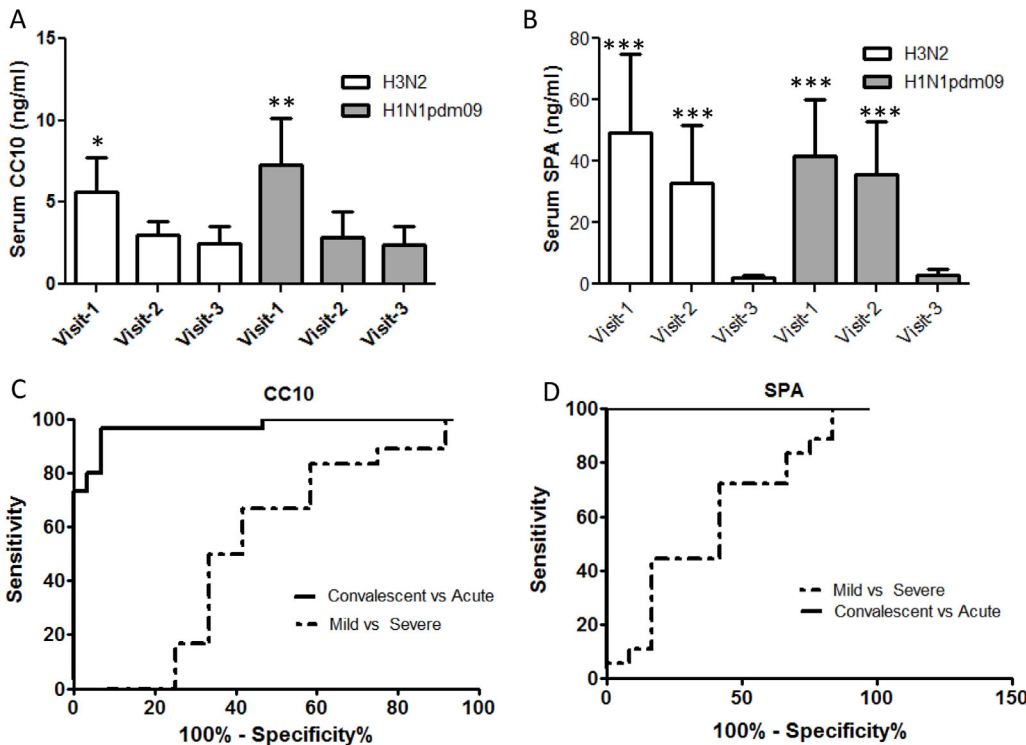 A
Serum CC10 (ng/ml)
15
10
5
0
*
**
H3N2
H1N1pdm09
Visit-1
Visit-2
Visit-3
Visit-1
Visit-2
Visit-3
B
Serum SPA (ng/ml)
80
60
40
20
0
***
***
***
***
H3N2
H1N1pdm09
Visit-1
Visit-2
Visit-3
Visit-1
Visit-2
Visit-3
C
CC10
Sensitivity
100
80
60
40
20
0
Convalescent vs Acute
Mild vs Severe
0 20 40 60 80 100
100% - Specificity%
D
SPA
Sensitivity
100
80
60
40
20
0
Mild vs Severe
Convalescent vs Acute
0 50 100 150
100% - Specificity%